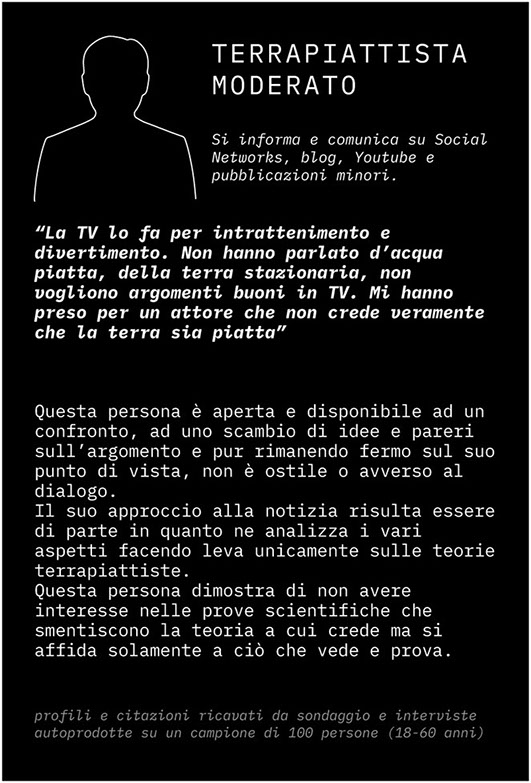 TERRAPIATTISTA
MODERATO
Si informa e comunica su Social
Networks, blog, Youtube e
pubblicazioni minori.
“La TV lo fa per intrattenimento e
divertimento. Non hanno parlato d’acqua
piatta, della terra stazionaria, non
vogliono argomenti buoni in TV. Mi hanno
preso per un attore che non crede veramente
che la terra sia piatta”
Questa persona è aperta e disponibile ad un
confronto, ad uno scambio di idee e pareri
sull’argomento e pur rimanendo fermo sul suo
punto di vista, non è ostile o avverso al
dialogo.
Il suo approccio alla notizia risulta essere
di parte in quanto ne analizza i vari
aspetti facendo leva unicamente sulle teorie
terrapiattiste.
Questa persona dimostra di non avere
interesse nelle prove scientifiche che
smentiscono la teoria a cui crede ma si
affida solamente a ciò che vede e prova.
profili e citazioni ricavati da sondaggio e interviste
autoprodotte su un campione di 100 persone (18-60 anni)